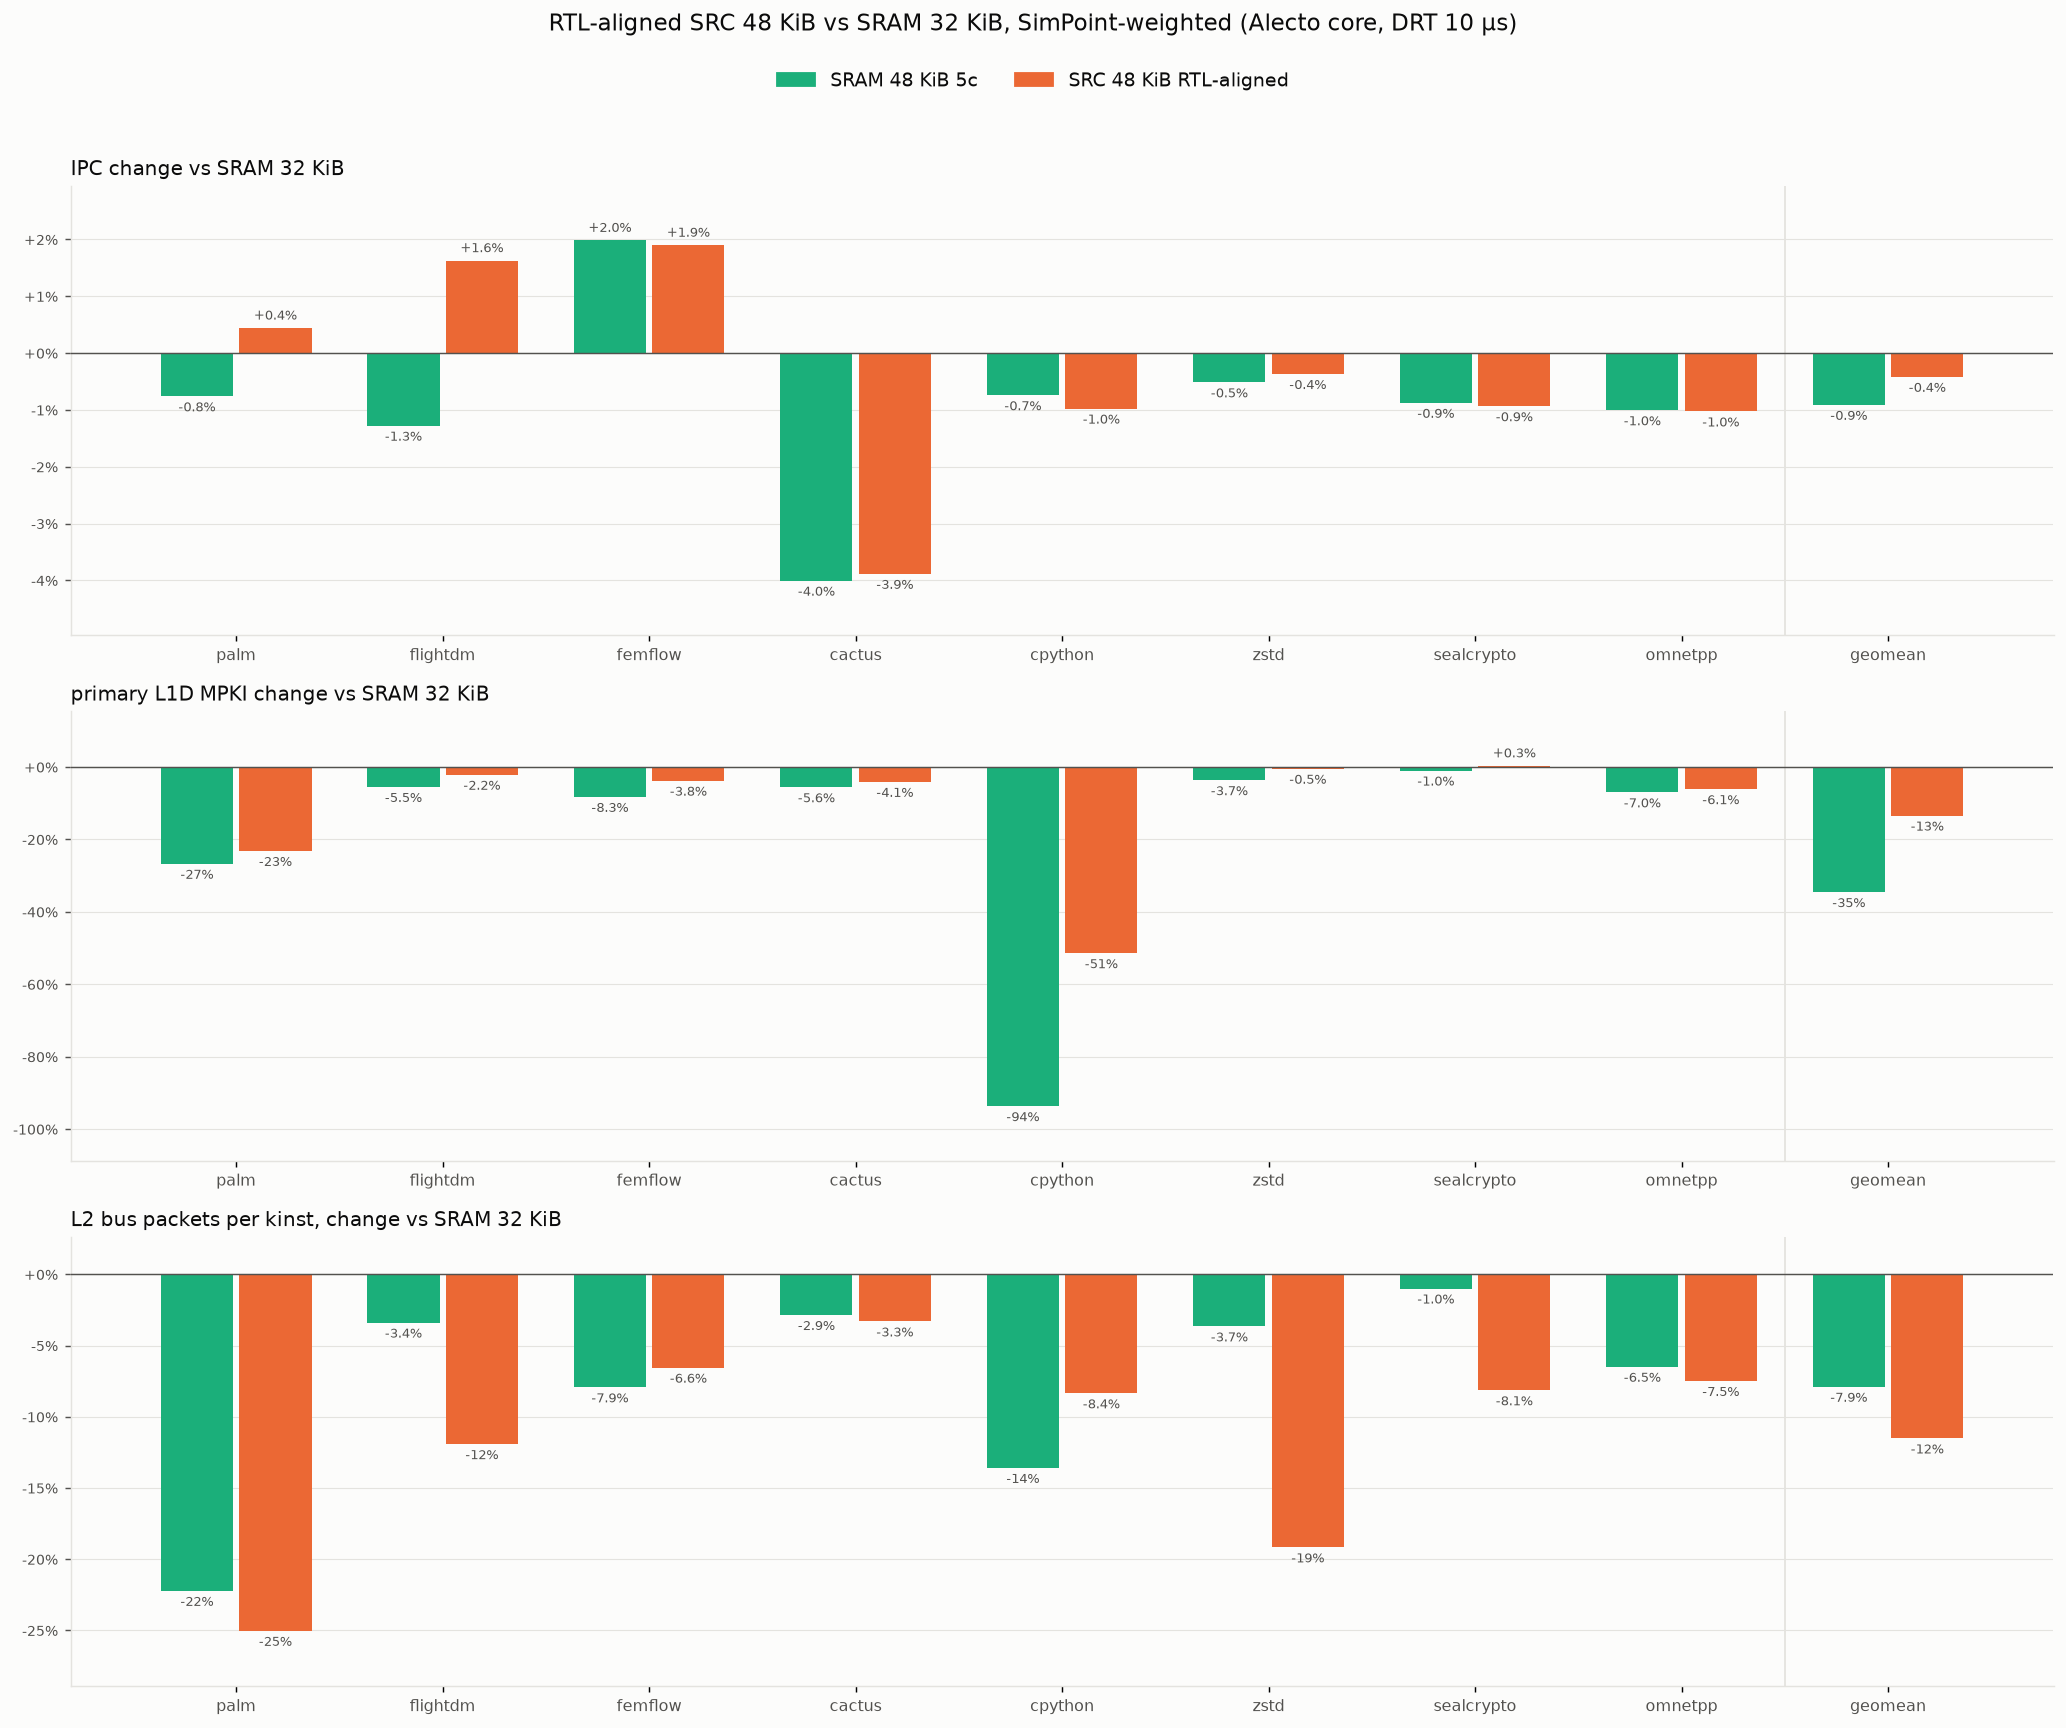 RTL-aligned SRC 48 KiB vs SRAM 32 KiB, SimPoint-weighted (Alecto core, DRT 10 μs)
SRAM 48 KiB 5c
SRC 48 KiB RTL-aligned
IPC change vs SRAM 32 KiB
+2%
+1%
+0%
-1%
-2%
-3%
-4%
-0.8%
+0.4%
-1.3%
+1.6%
+2.0%
+1.9%
-4.0%
-3.9%
-0.7%
-1.0%
-0.5%
-0.4%
-0.9%
-0.9%
-1.0%
-1.0%
-0.9%
-0.4%
palm
flightdm
femflow
cactus
cpython
zstd
sealcrypto
omnetpp
geomean
primary L1D MPKI change vs SRAM 32 KiB
+0%
-20%
-40%
-60%
-80%
-100%
-27%
-23%
-5.5%
-2.2%
-8.3%
-3.8%
-5.6%
-4.1%
-94%
-51%
-3.7%
-0.5%
-1.0%
+0.3%
-7.0%
-6.1%
-35%
-13%
palm
flightdm
femflow
cactus
cpython
zstd
sealcrypto
omnetpp
geomean
L2 bus packets per kinst, change vs SRAM 32 KiB
+0%
-5%
-10%
-15%
-20%
-25%
-22%
-25%
-3.4%
-12%
-7.9%
-6.6%
-2.9%
-3.3%
-14%
-8.4%
-3.7%
-19%
-1.0%
-8.1%
-6.5%
-7.5%
-7.9%
-12%
palm
flightdm
femflow
cactus
cpython
zstd
sealcrypto
omnetpp
geomean